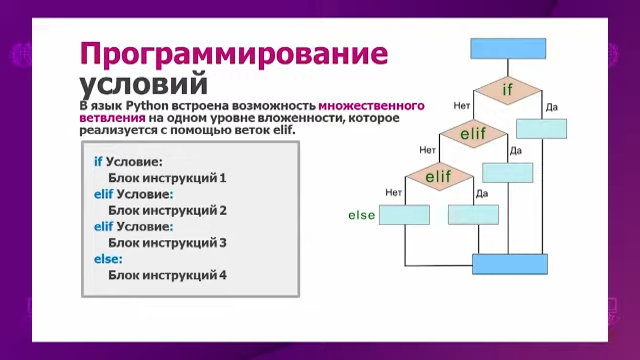 Программирование
условий
В язык Python встроена возможность множественного
ветвления на одном уровне вложенности, которое
реализуется с помощью веток elif.
if Условие:
Блок инструкций 1
elif Условие:
Блок инструкций 2
elif Условие:
Блок инструкций 3
else:
Блок инструкций 4
if
Нет
Да
elif
Нет
Да
elif
Нет
Да
else